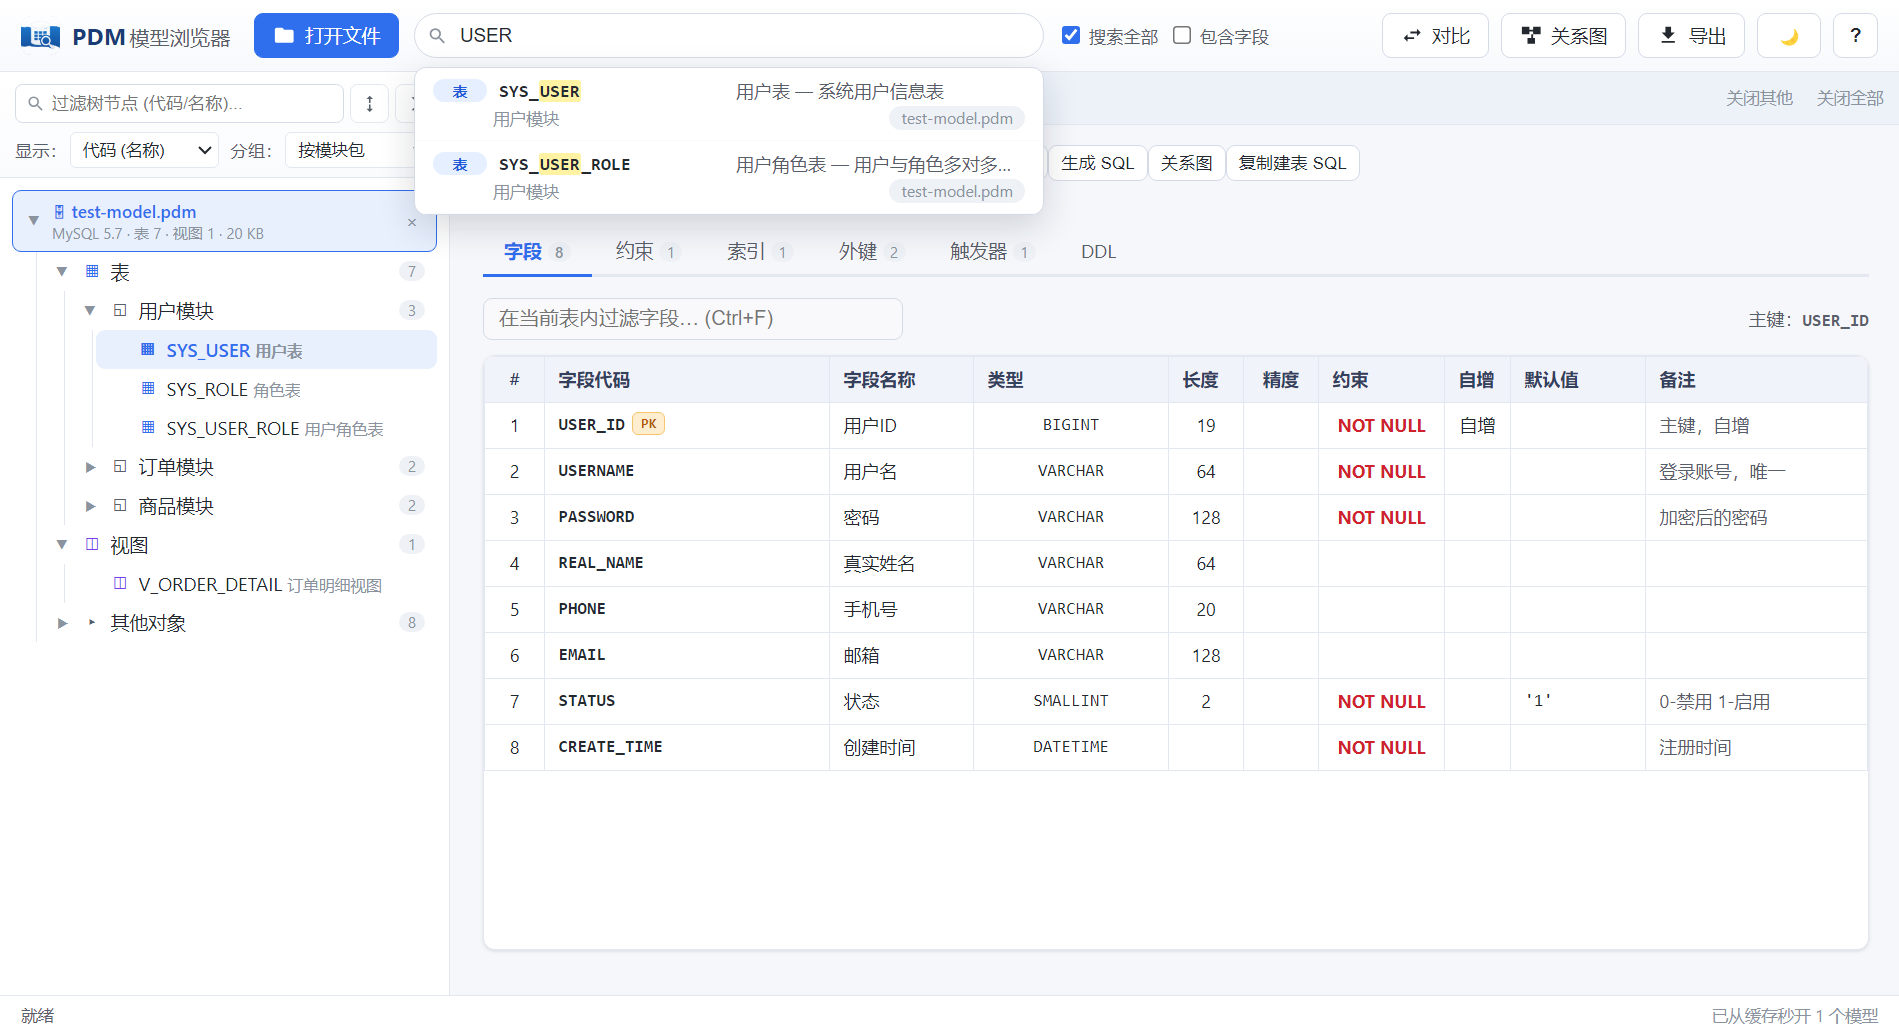 PDM 模型浏览器
打开文件
USER
搜索全部
包含字段
对比
关系图
导出
?
表 SYS_USER 用户表 — 系统用户信息表
用户模块 test-model.pdm
表 SYS_USER_ROLE 用户角色表 — 用户与角色多对多...
用户模块 test-model.pdm
过滤树节点 (代码/名称)...
关闭其他
关闭全部
显示：
代码 (名称)
分组：
按模块包
生成 SQL
关系图
复制建表 SQL
test-model.pdm
MySQL 5.7 · 表 7 · 视图 1 · 20 KB
×
表 7
用户模块 3
SYS_USER 用户表
SYS_ROLE 角色表
SYS_USER_ROLE 用户角色表
订单模块 2
商品模块 2
视图 1
V_ORDER_DETAIL 订单明细视图
其他对象 8
字段 8
约束 1
索引 1
外键 2
触发器 1
DDL
在当前表内过滤字段… (Ctrl+F)
主键：USER_ID
# 字段代码 字段名称 类型 长度 精度 约束 自增 默认值 备注
1 USER_ID PK 用户ID BIGINT 19 NOT NULL 自增 主键，自增
2 USERNAME 用户名 VARCHAR 64 NOT NULL 登录账号，唯一
3 PASSWORD 密码 VARCHAR 128 NOT NULL 加密后的密码
4 REAL_NAME 真实姓名 VARCHAR 64
5 PHONE 手机号 VARCHAR 20
6 EMAIL 邮箱 VARCHAR 128
7 STATUS 状态 SMALLINT 2 NOT NULL '1' 0-禁用 1-启用
8 CREATE_TIME 创建时间 DATETIME NOT NULL 注册时间
就绪
已从缓存秒开 1 个模型